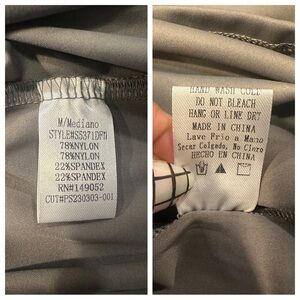 M/Mediano
STYLE#S5371DFM
78%NYLON
78%NYLON
22%SPANDEX
22%SPANDEX
RN#149052
CUT#PS230303-001
HAND WASH COLD
DO NOT BLEACH
HANG OR LINE DRY
MADE IN CHINA
Lave Frio a Mano
Secar Colgado, No Cloro
HECHO EN CHINA